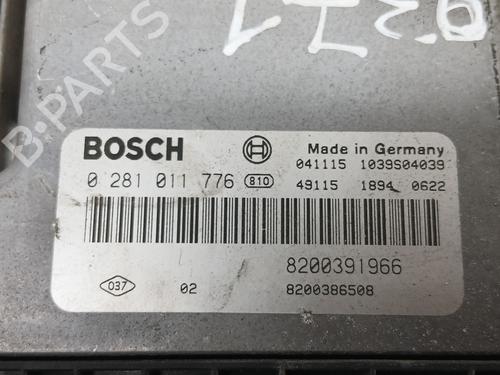 9371
B-PARTS
BOSCH
Made in Germany
041115 1039S04039
0 281 011 776 810
49115 1894 0622
8200391966
037 02 8200386508